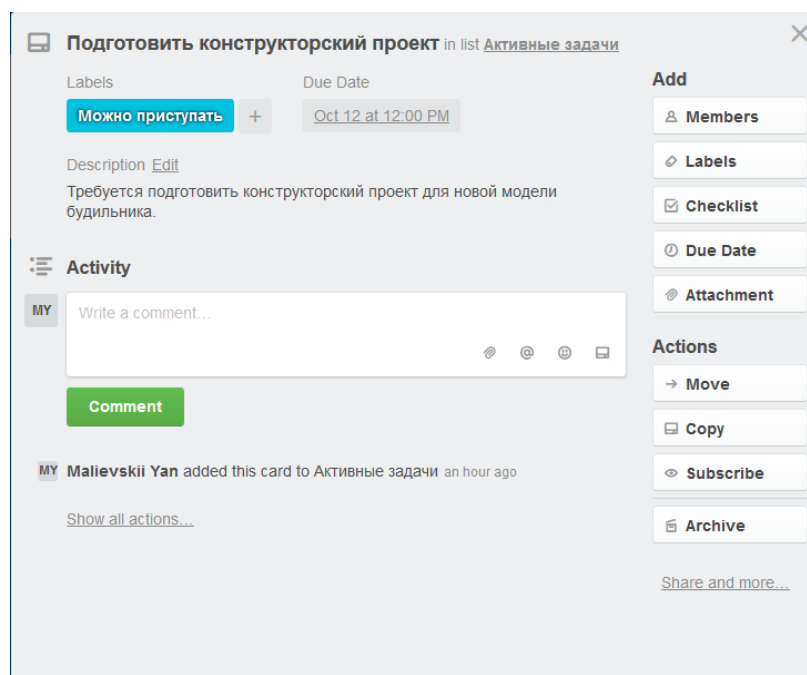 Подготовить конструкторский проект in list Активные задачи
Labels
Due Date
Можно приступать
+
Oct 12 at 12:00 PM
Description Edit
Требуется подготовить конструкторский проект для новой модели
будильника.
Activity
MY
Write a comment…
@
Comment
MY Malievskii Yan added this card to Активные задачи an hour ago
Show all actions…
Add
Members
Labels
Checklist
Due Date
Attachment
Actions
Move
Copy
Subscribe
Archive
Share and more…